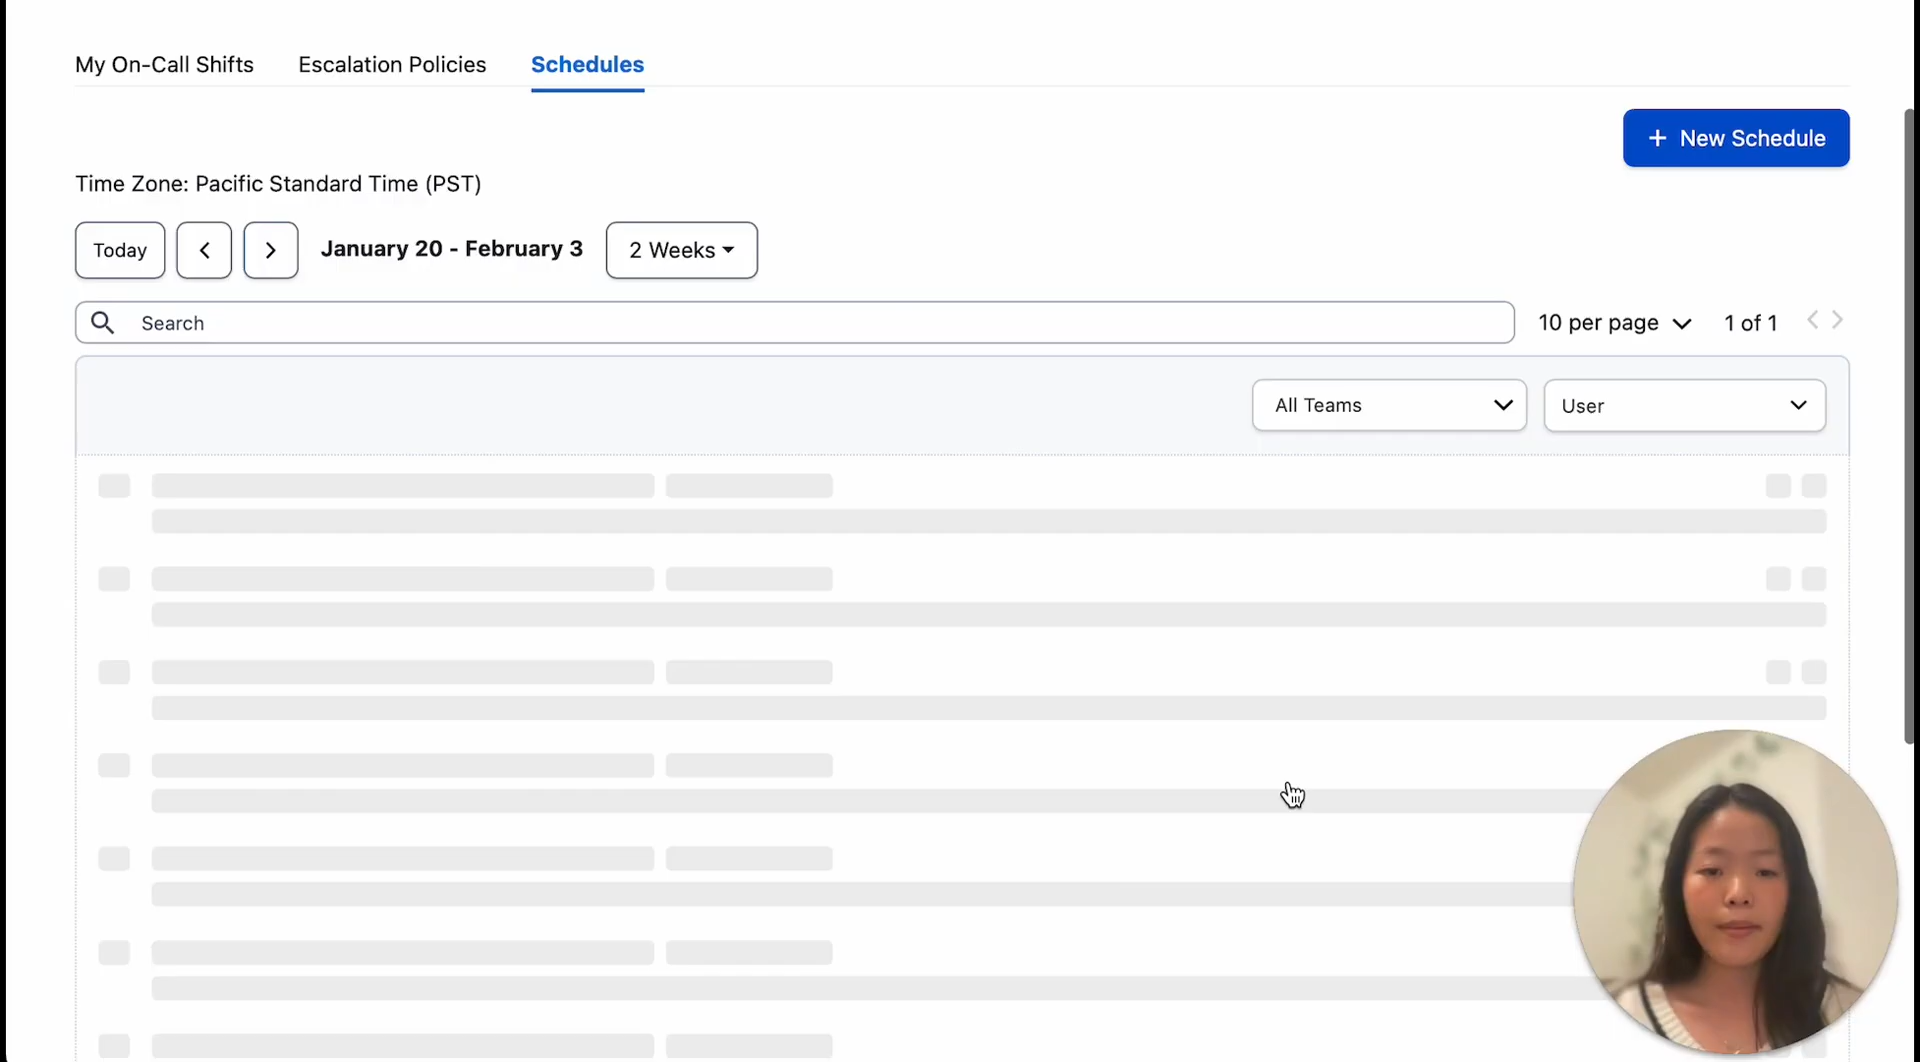 My On-Call Shifts Escalation Policies Schedules
+ New Schedule
Time Zone: Pacific Standard Time (PST)
Today < > January 20 - February 3 2 Weeks
Search 10 per page 1 of 1 < >
All Teams User